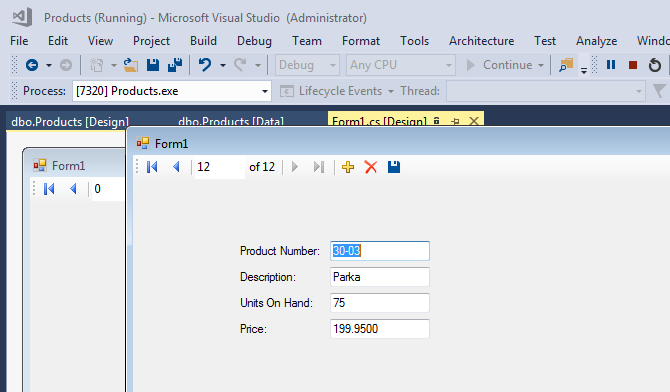 Products (Running) - Microsoft Visual Studio (Administrator)
File Edit View Project Build Debug Team Format Tools Architecture Test Analyze Window
Debug Any CPU Continue
Process: [7320] Products.exe Lifecycle Events Thread:
dbo.Products [Design] dbo.Products [Data] Form1.cs [Design]
Form1
Form1
0
12 of 12
Product Number: 30-03
Description: Parka
Units On Hand: 75
Price: 199.9500